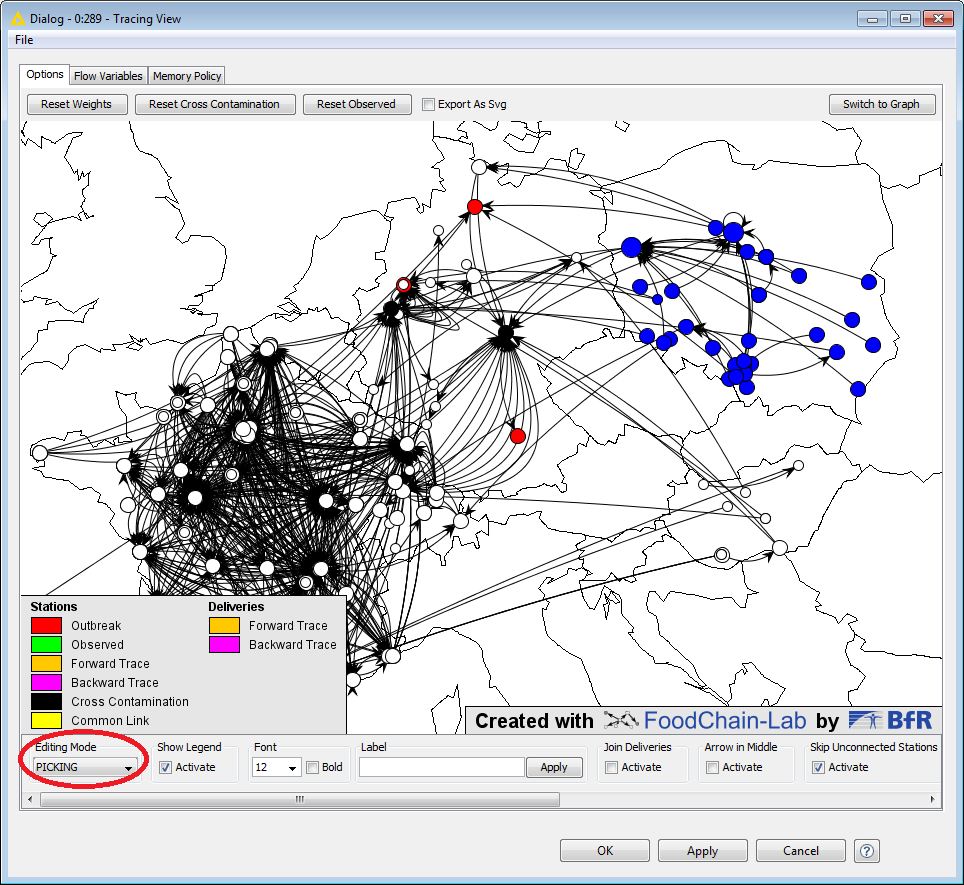 Dialog - 0:289 - Tracing View
File
Options Flow Variables Memory Policy
Reset Weights Reset Cross Contamination Reset Observed Export As Svg Switch to Graph
Stations Deliveries
Outbreak Forward Trace
Observed Backward Trace
Forward Trace
Backward Trace
Cross Contamination
Common Link
Created with FoodChain-Lab by BfR
Editing Mode Show Legend Font Label Join Deliveries Arrow in Middle Skip Unconnected Stations
PICKING Activate 12 Bold Apply Activate Activate Activate
OK Apply Cancel ?